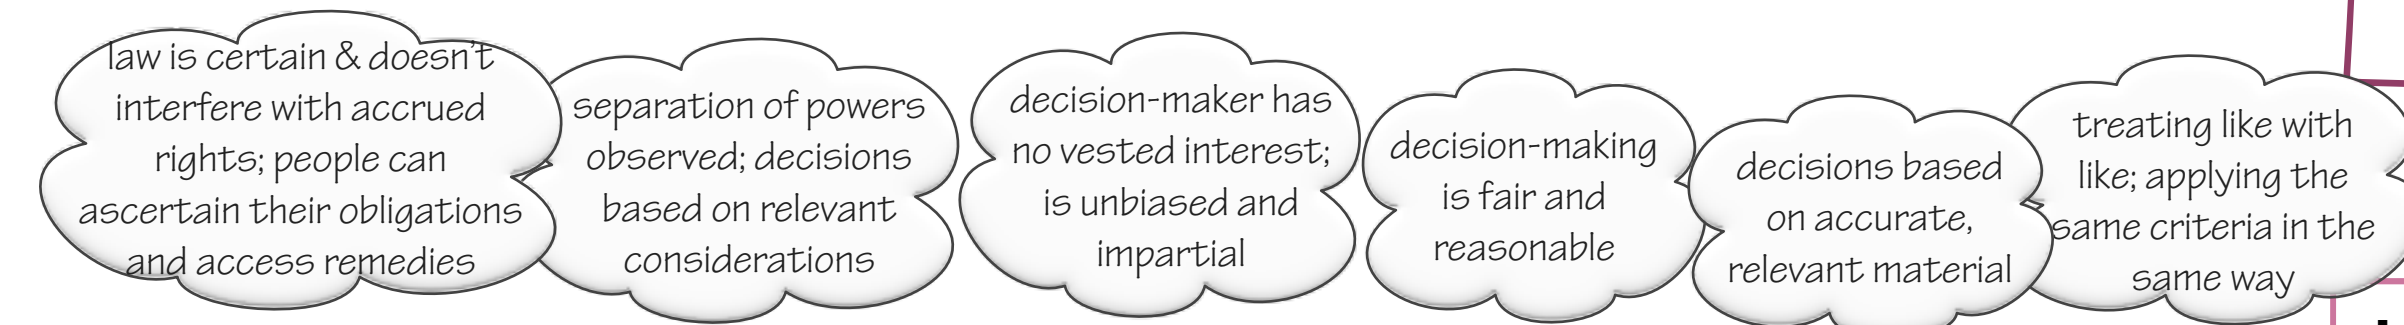 law is certain & doesn't
interfere with accrued
rights; people can
ascertain their obligations
and access remedies
separation of powers
observed; decisions
based on relevant
considerations
decision-maker has
no vested interest;
is unbiased and
impartial
decision-making
is fair and
reasonable
decisions based
on accurate,
relevant material
treating like with
like; applying the
same criteria in the
same way